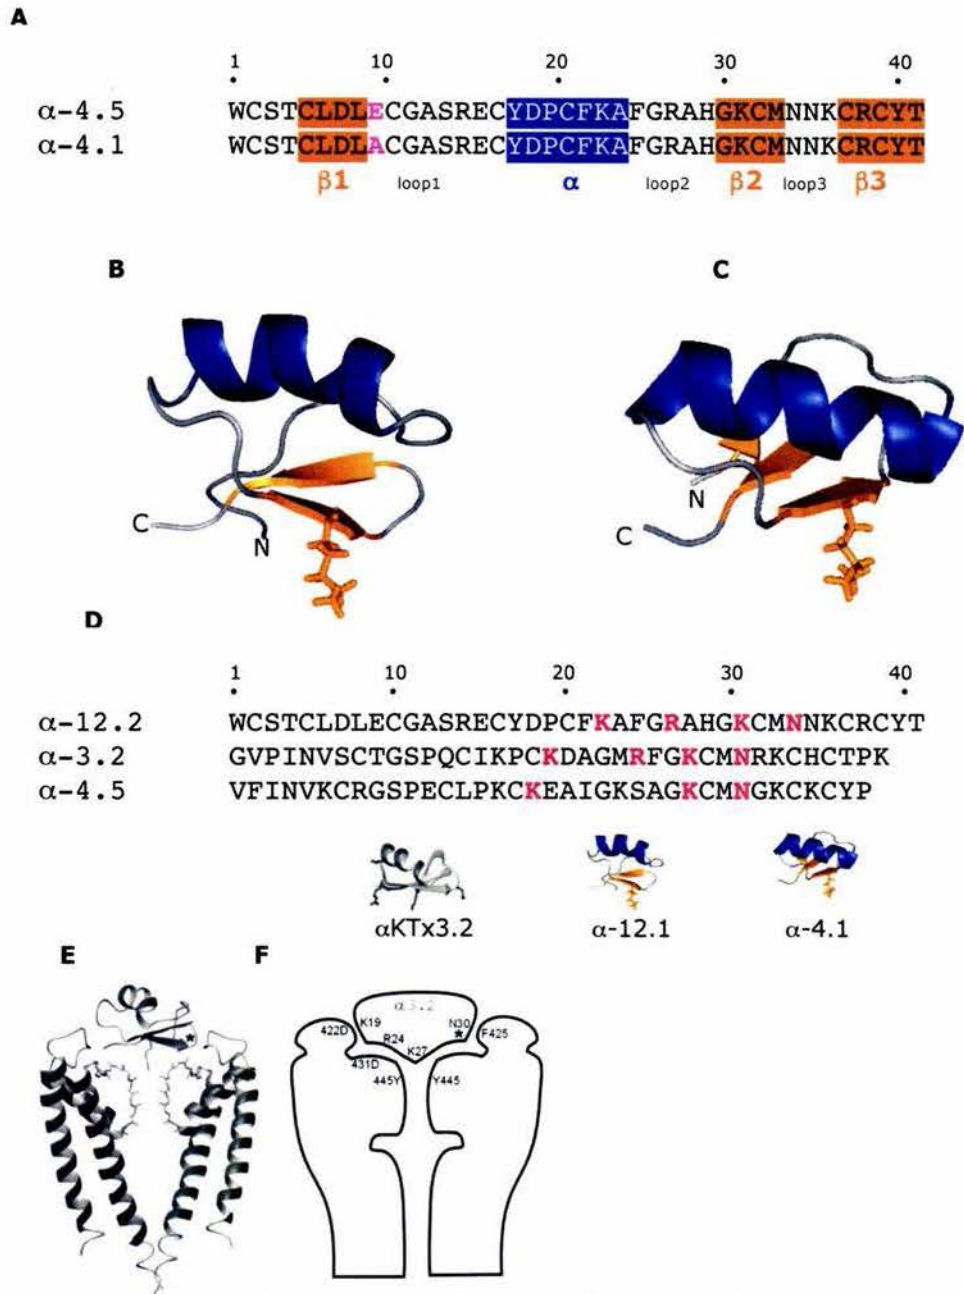 A
1 10 20 30 40
α-4.5 WCSTCLDLECGASRECYDPCFKAFGRAHGKCMNNKCRCYT
α-4.1 WCSTCLDLACGASRECYDPCFKAFGRAHGKCMNNKCRCYT
β1 loop1 α loop2 β2 loop3 β3
B C
N
C N
C
D
1 10 20 30 40
α-12.2 WCSTCLDLECGASRECYDPCFKAFGRAHGKCMNNKCRCYT
α-3.2 GVPINVSCTGSPQCIKPCKDAGMRFGKCMNRKCHCTPK
α-4.5 VFINVKCRGSPECLPKCKEAIGKSAGKCMNGKCKCYP
αKTx3.2 α-12.1 α-4.1
E F
*
α3.2
422D K19 N30 F425
R24 *
K27
431D
445Y Y445